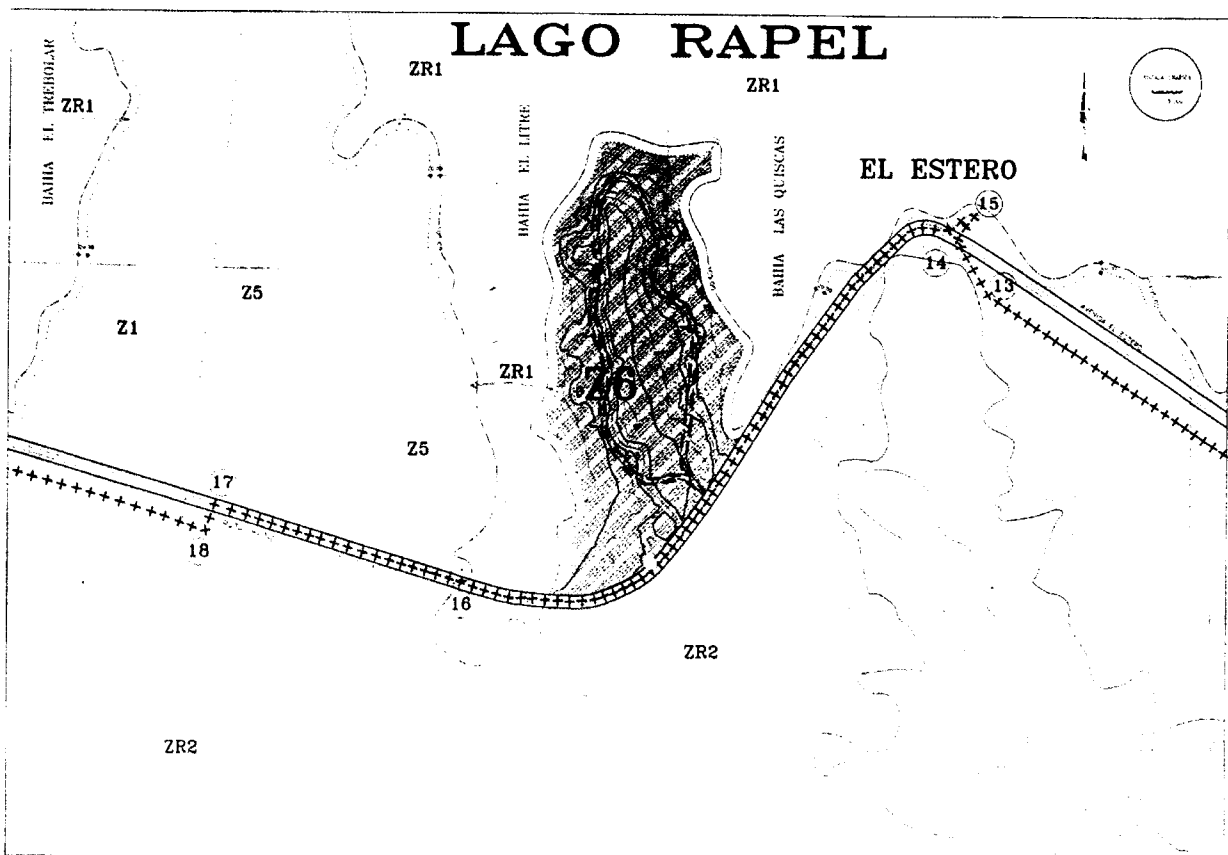 LAGO RAPEL
ZR1
ZR1
ZR1
BAHIA EL TREBOLAR
BAHIA EL LITRE
BAHIA LAS QUISCAS
EL ESTERO
15
14
13
Z5
Z1
ZR1
Z6
Z5
17
18
16
ZR2
ZR2